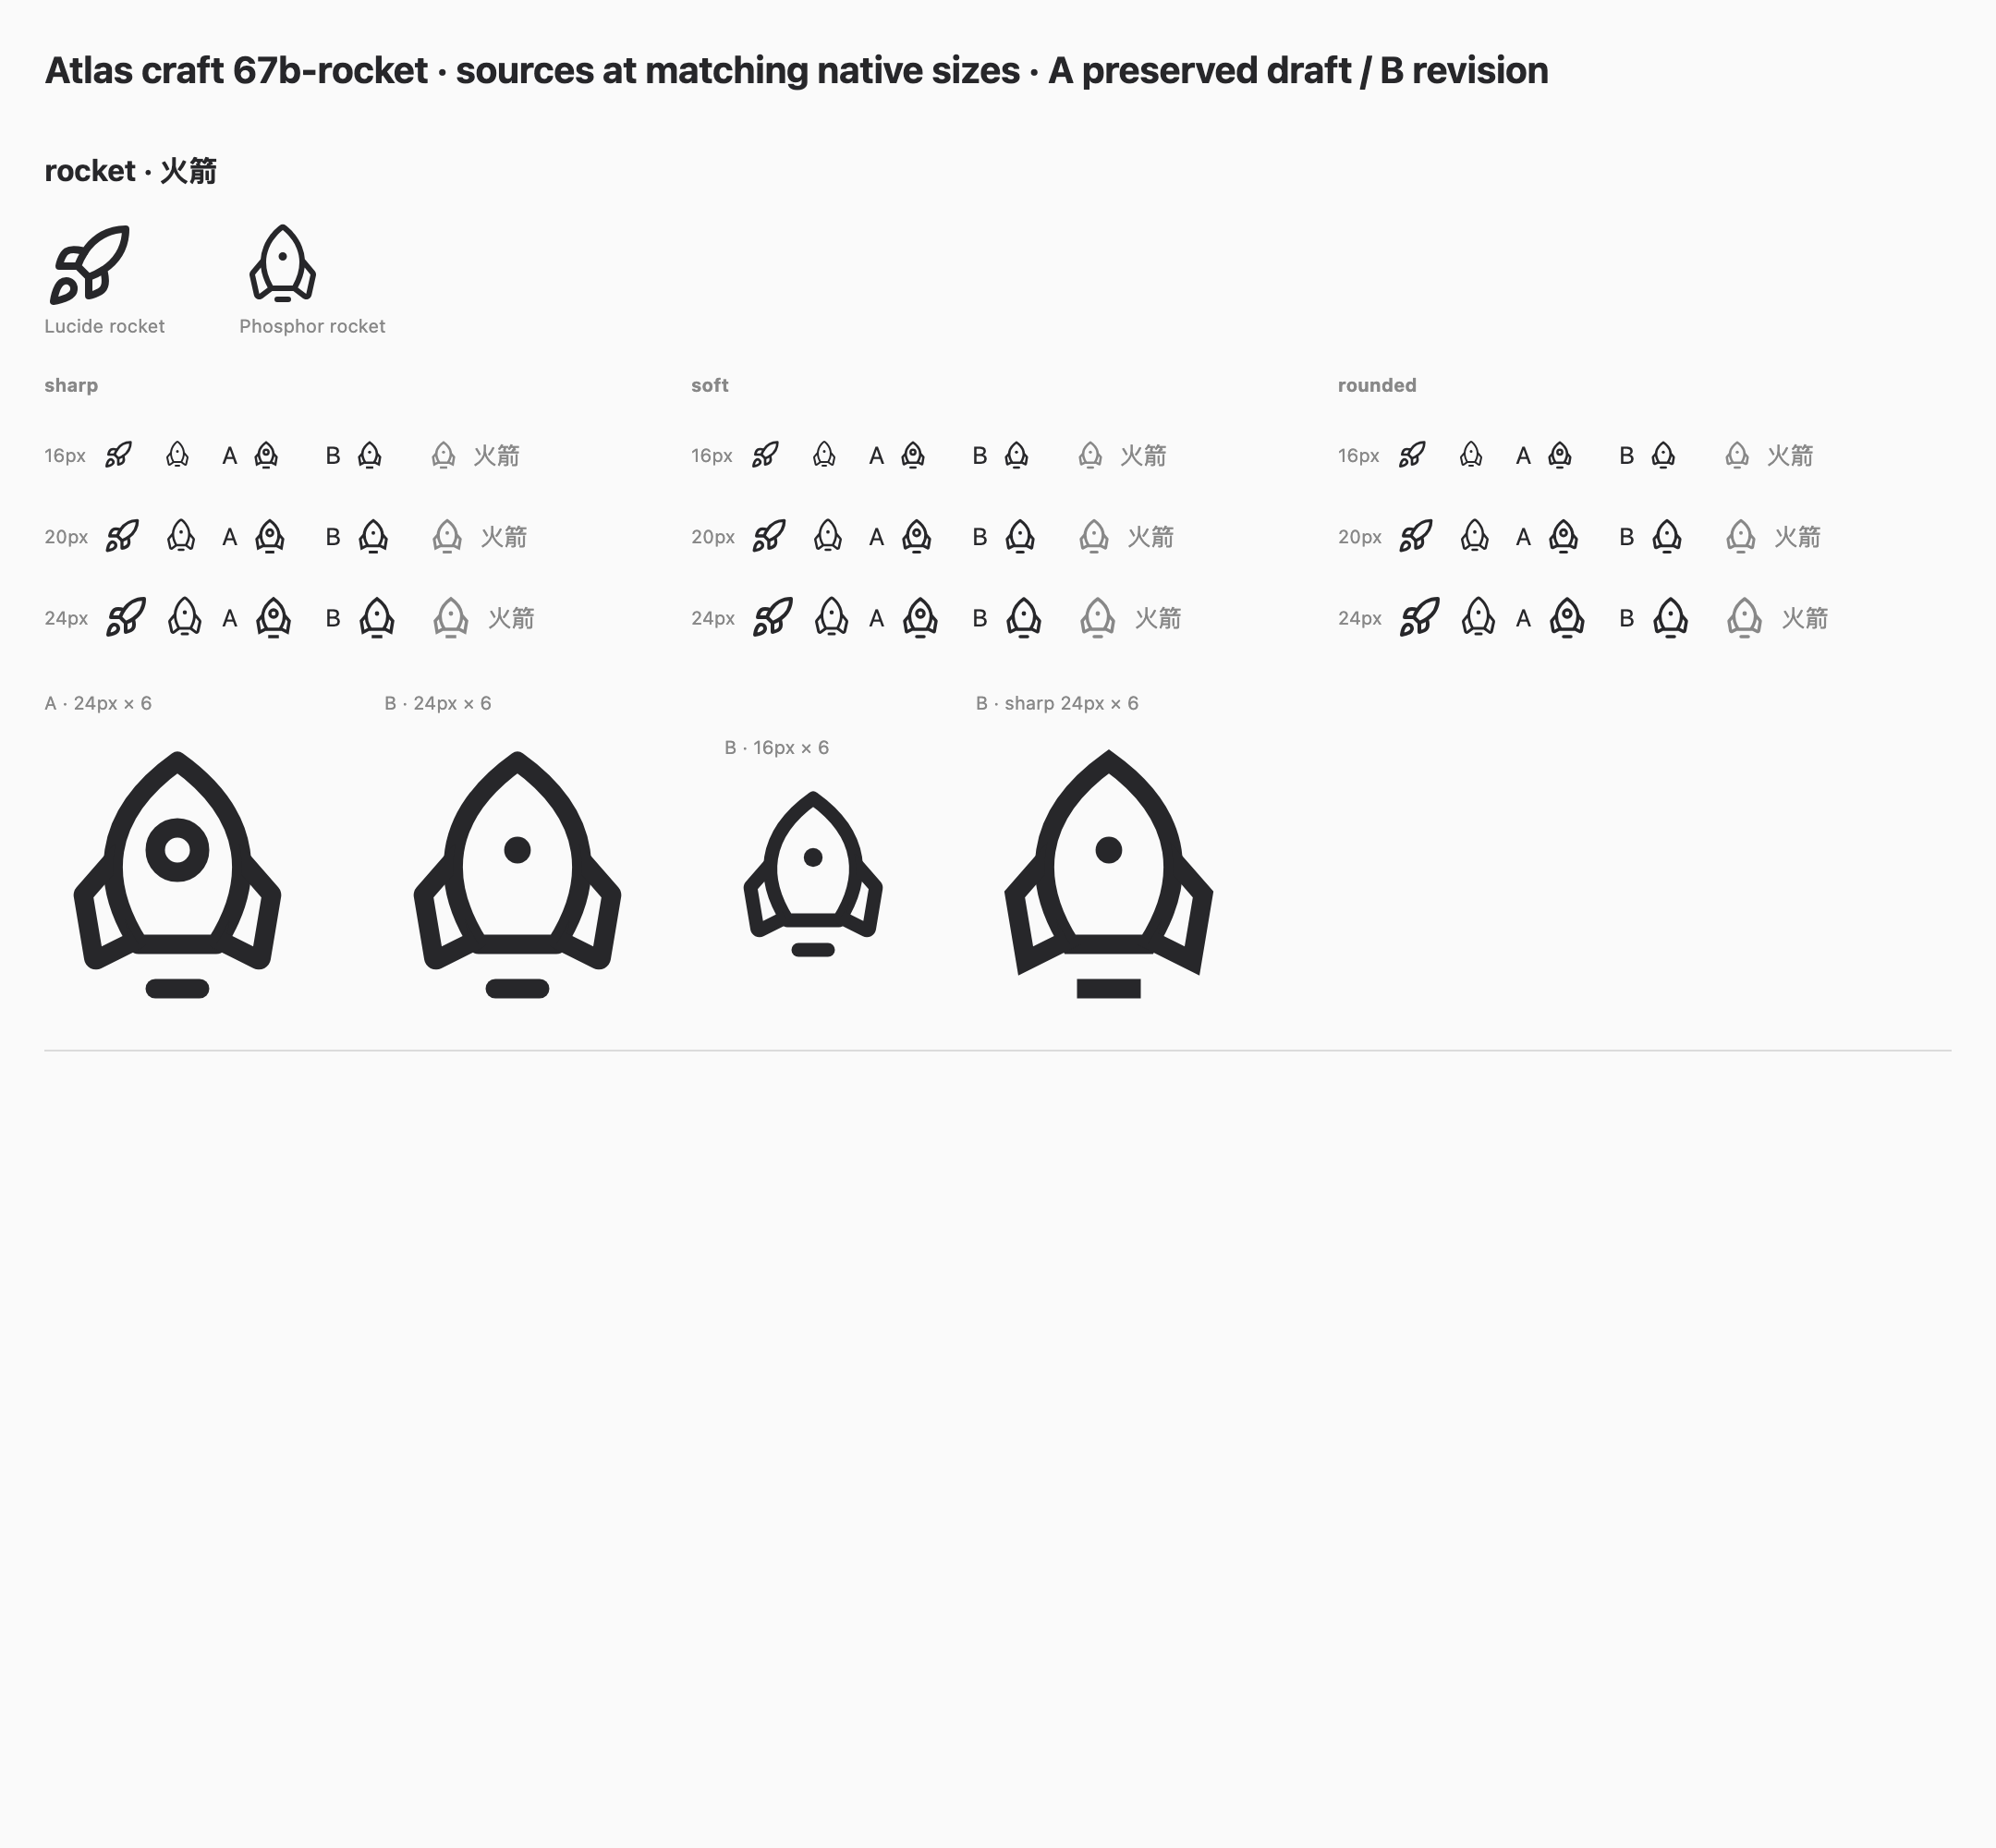 Atlas craft 67b-rocket · sources at matching native sizes · A preserved draft / B revision
rocket · 火箭
Lucide rocket Phosphor rocket
sharp soft rounded
16px A B 火箭 16px A B 火箭 16px A B 火箭
20px A B 火箭 20px A B 火箭 20px A B 火箭
24px A B 火箭 24px A B 火箭 24px A B 火箭
A · 24px × 6 B · 24px × 6 B · sharp 24px × 6
B · 16px × 6